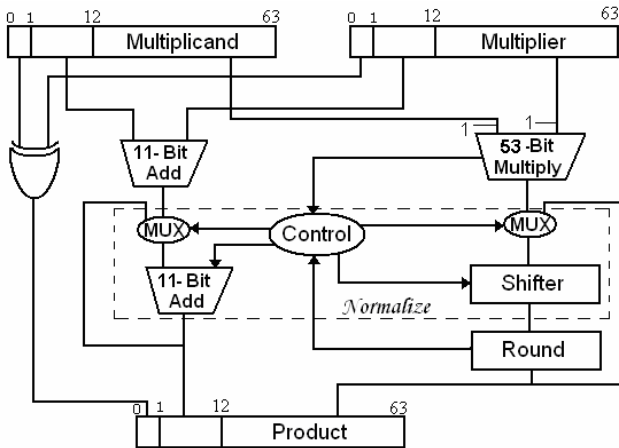 0 1 12 63
Multiplicand
0 1 12 63
Multiplier
1 1
11- Bit
Add
53 -Bit
Multiply
MUX
Control
MUX
11- Bit
Add
Shifter
Normalize
Round
0 1 12 63
Product